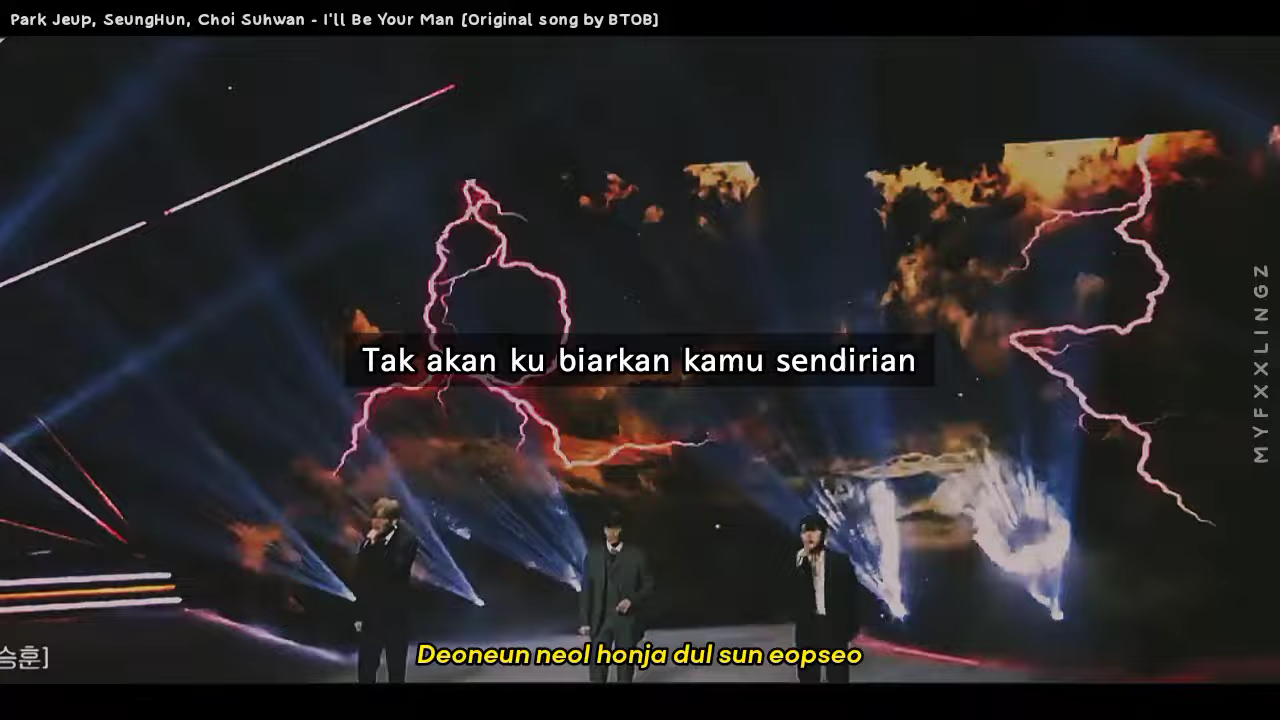 Park Jeup, SeungHun, Choi Suhwan - I'll Be Your Man [Original song by BTOB]
MYFXXLINGZ
Tak akan ku biarkan kamu sendirian
승훈]
Deoneun neol honja dul sun eopseo